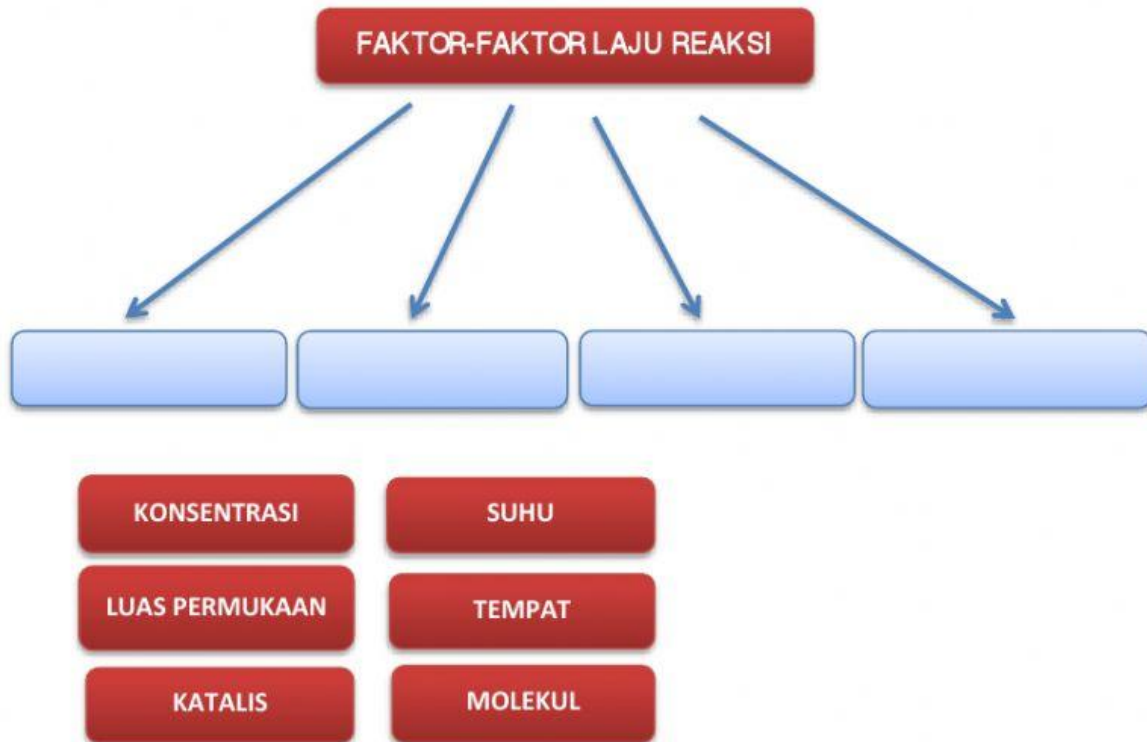 FAKTOR-FAKTOR LAJU REAKSI
KONSENTRASI
SUHU
LUAS PERMUKAAN
TEMPAT
KATALIS
MOLEKUL